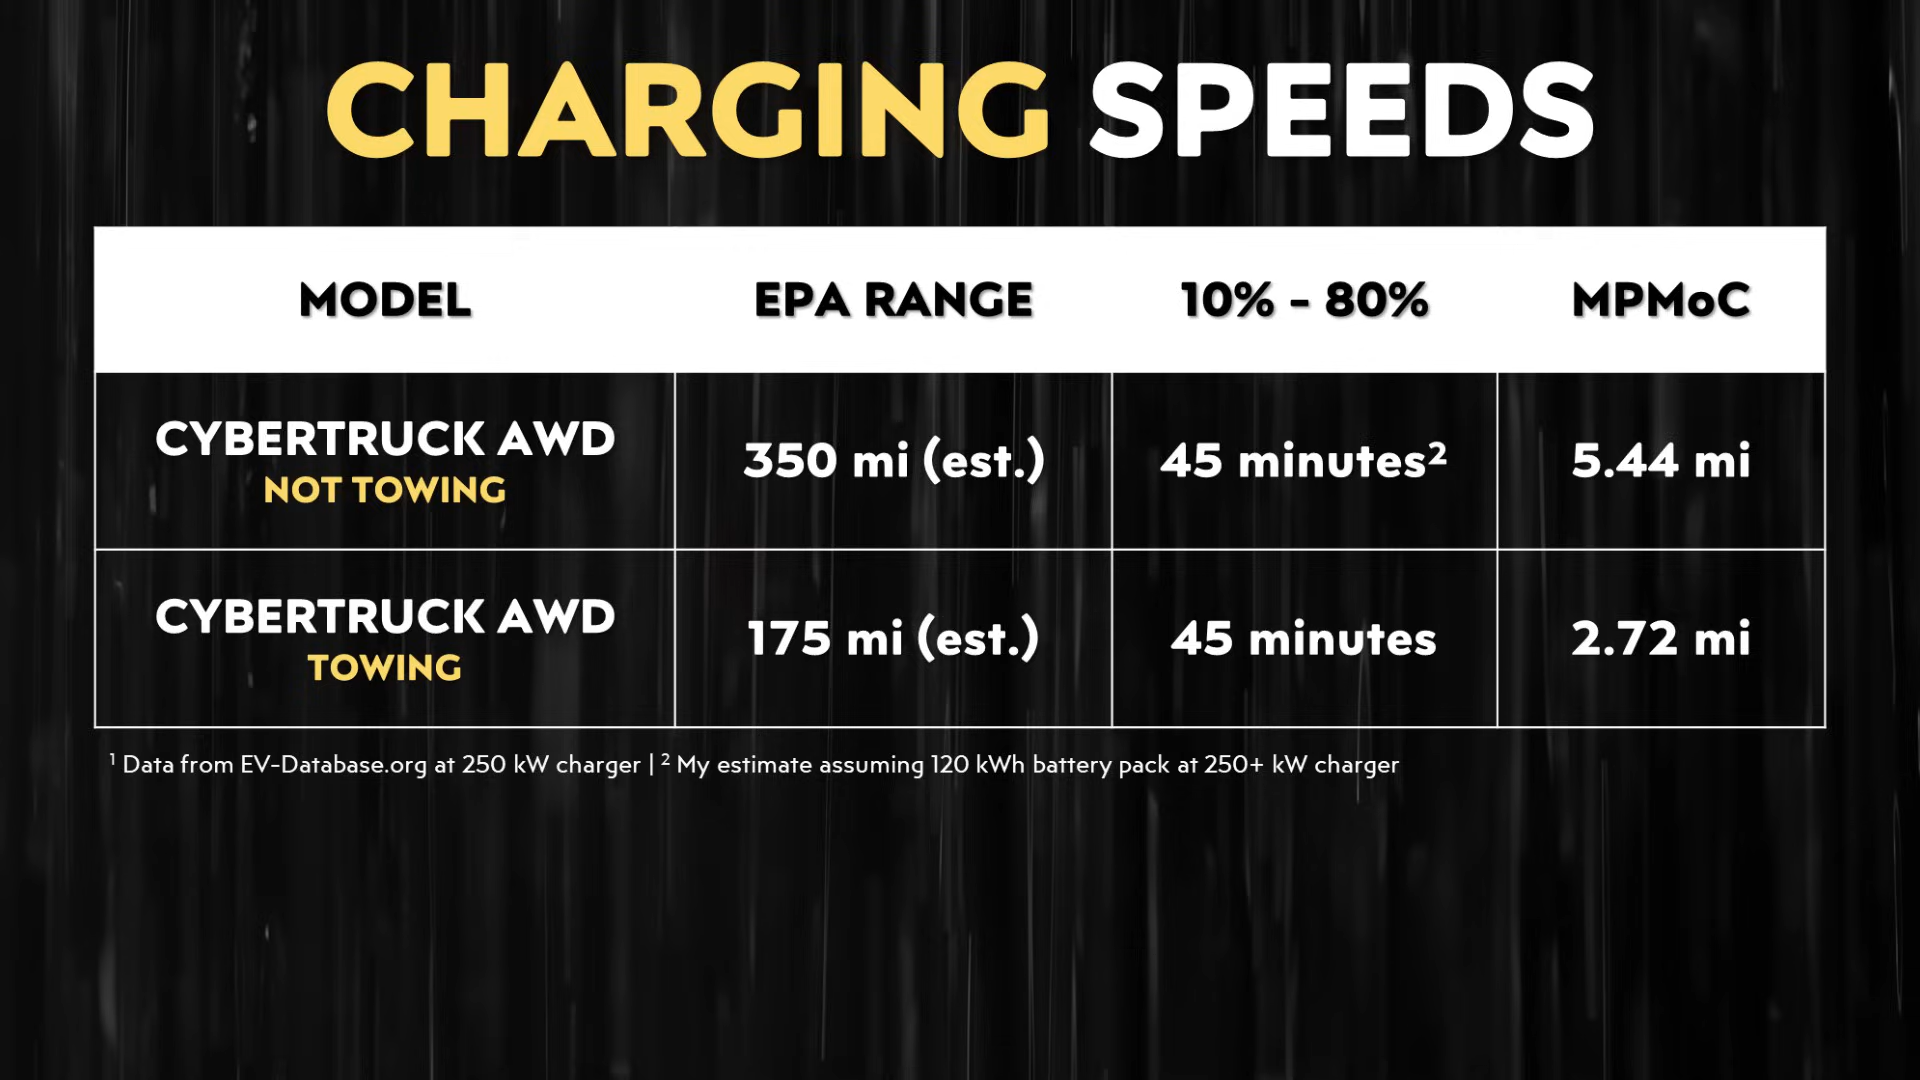 CHARGING SPEEDS
MODEL EPA RANGE 10% - 80% MPMoC
CYBERTRUCK AWD
NOT TOWING
350 mi (est.) 45 minutes² 5.44 mi
CYBERTRUCK AWD
TOWING
175 mi (est.) 45 minutes 2.72 mi
¹ Data from EV-Database.org at 250 kW charger | ² My estimate assuming 120 kWh battery pack at 250+ kW charger